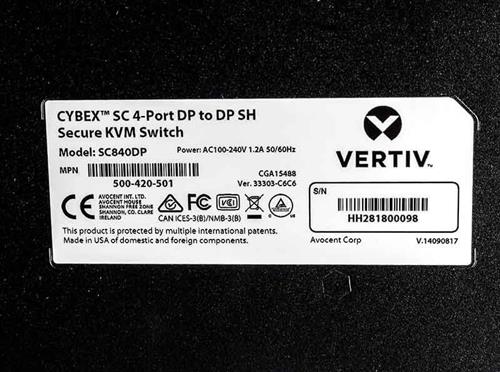 CYBEX™ SC 4-Port DP to DP SH
Secure KVM Switch
Model: SC840DP Power: AC100-240V 1.2A 50/60Hz
MPN CGA15488
500-420-501 Ver. 33303-C6C6
CE AVOCENT INT. LTD.
AVOCENT HOUSE
SHANNON FREE ZONE
SHANNON, CO. CLARE
IRELAND
VCI
CAN ICES-3(B)/NMB-3(B)
This product is protected by multiple international patents.
Made in USA of domestic and foreign components.
VERTIV™
S/N
HH281800098
Avocent Corp V.14090817